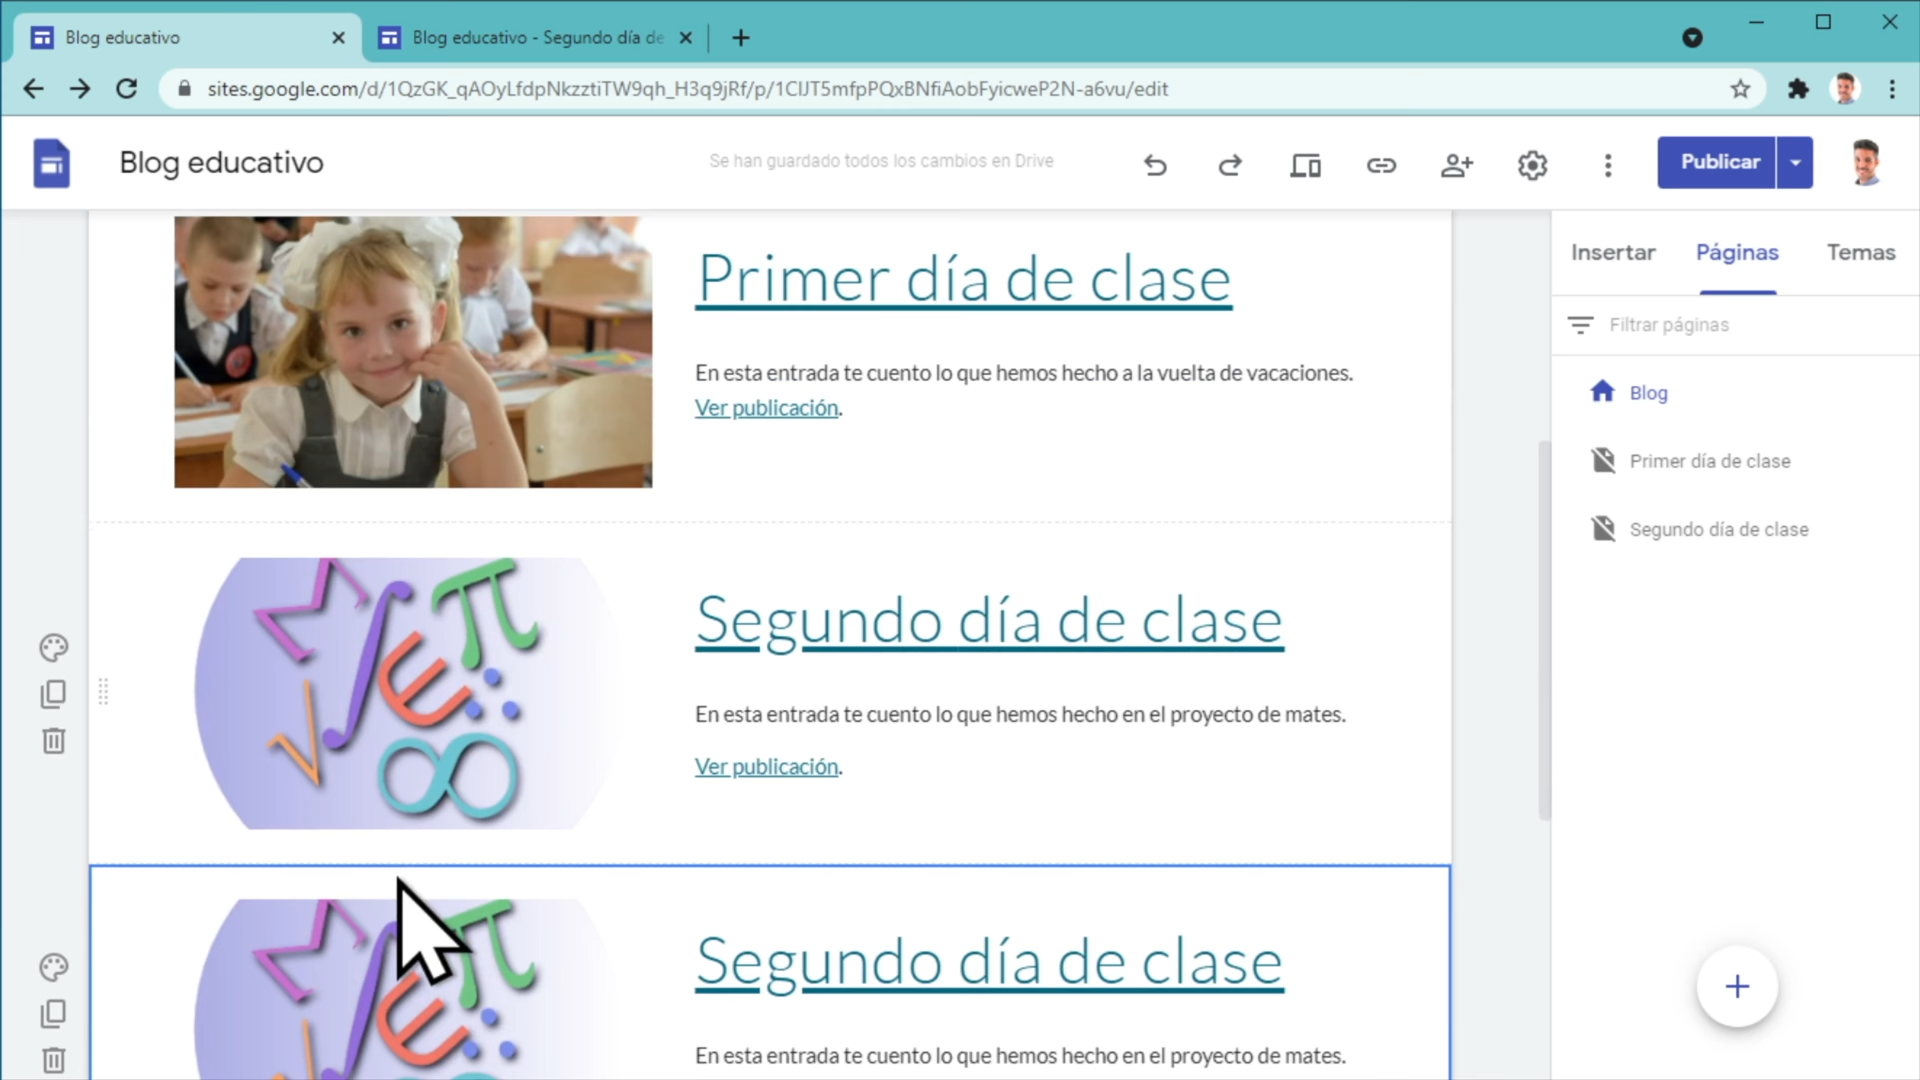 Blog educativo
Blog educativo - Segundo día de
sites.google.com/d/1QzGK_qAOyLfdpNkzztiTW9qh_H3q9jRf/p/1ClJT5mfpPQxBNfiAobFyicweP2N-a6vu/edit
Blog educativo
Se han guardado todos los cambios en Drive
Publicar
Insertar
Páginas
Temas
Filtrar páginas
Blog
Primer día de clase
Segundo día de clase
Primer día de clase
En esta entrada te cuento lo que hemos hecho a la vuelta de vacaciones.
Ver publicación.
Segundo día de clase
En esta entrada te cuento lo que hemos hecho en el proyecto de mates.
Ver publicación.
Segundo día de clase
En esta entrada te cuento lo que hemos hecho en el proyecto de mates.